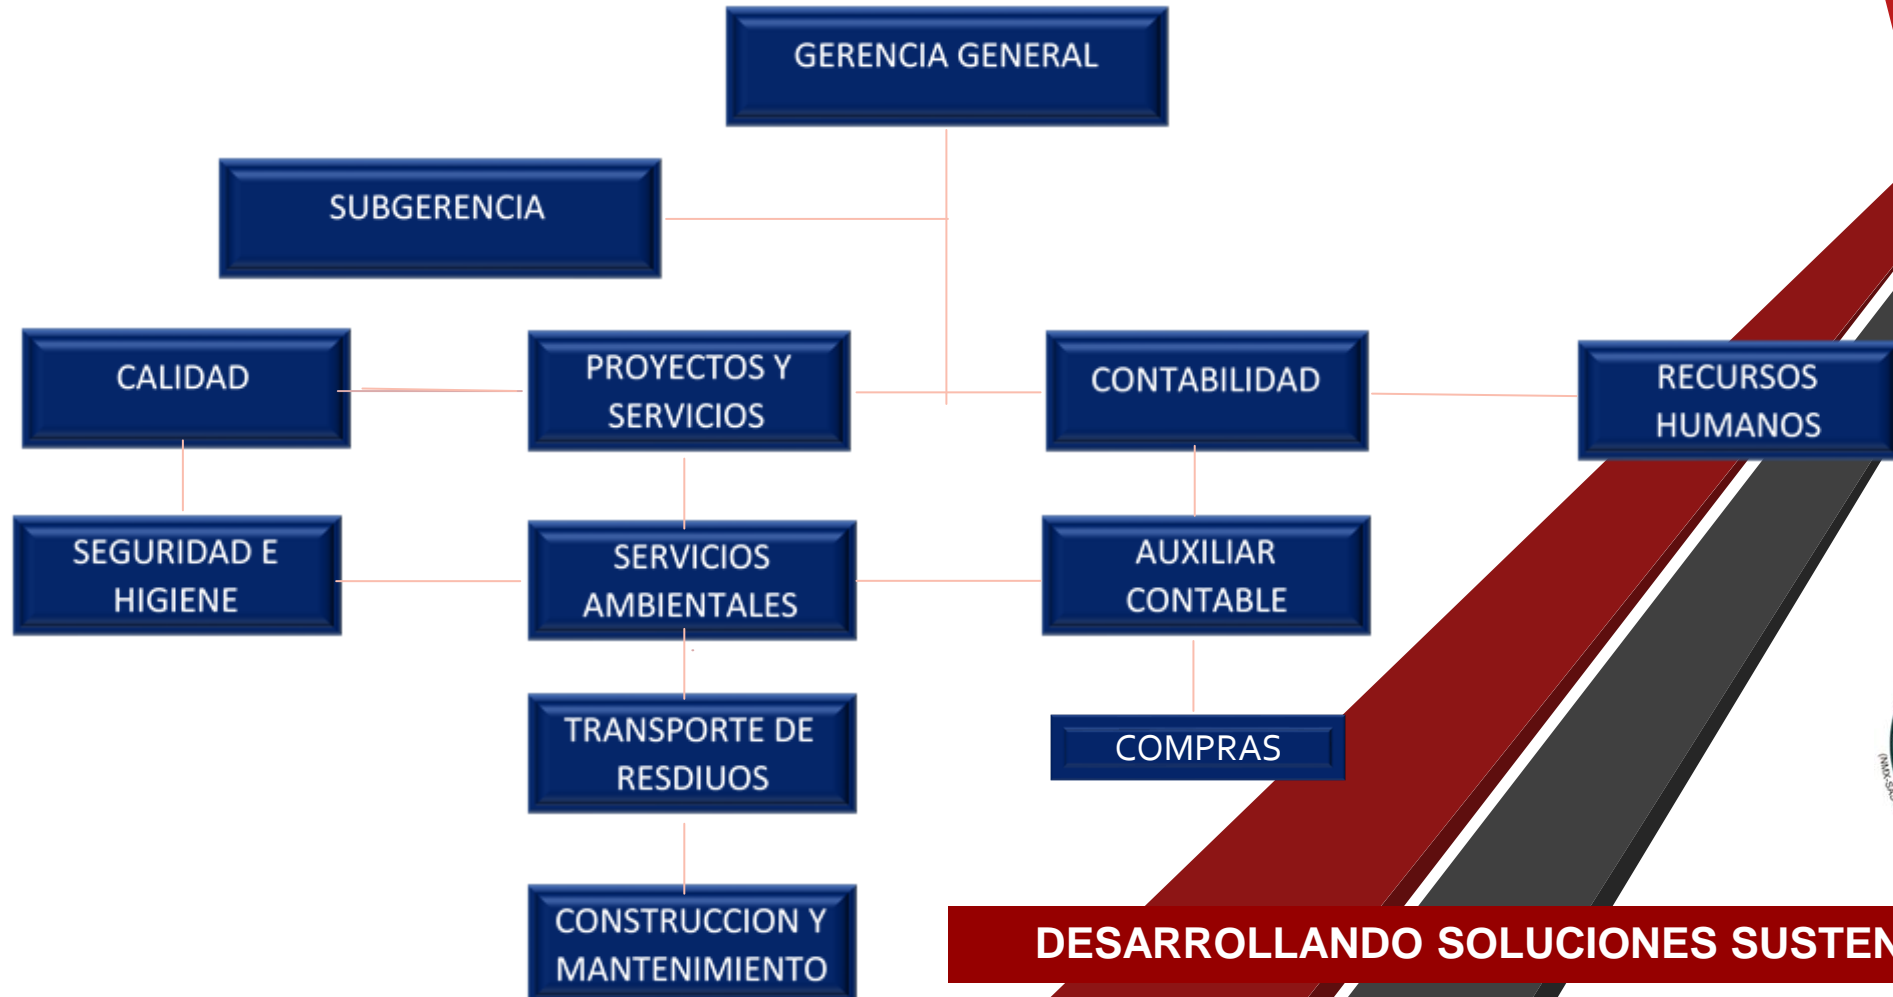 GERENCIA GENERAL
SUBGERENCIA
CALIDAD
PROYECTOS Y
SERVICIOS
CONTABILIDAD
RECURSOS
HUMANOS
SEGURIDAD E
HIGIENE
SERVICIOS
AMBIENTALES
AUXILIAR
CONTABLE
TRANSPORTE DE
RESDIUOS
COMPRAS
CONSTRUCCION Y
MANTENIMIENTO
DESARROLLANDO SOLUCIONES SUSTEN